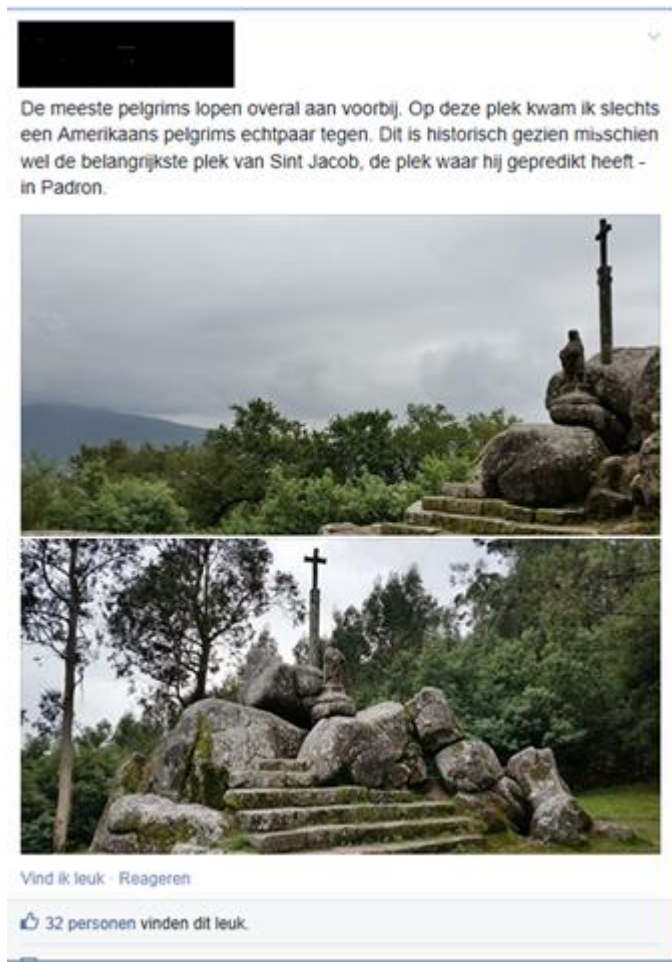 De meeste pelgrims lopen overal aan voorbij. Op deze plek kwam ik slechts
een Amerikaans pelgrims echtpaar tegen. Dit is historisch gezien misschien
wel de belangrijkste plek van Sint Jacob, de plek waar hij gepredikt heeft -
in Padron.
Vind ik leuk · Reageren
32 personen vinden dit leuk.